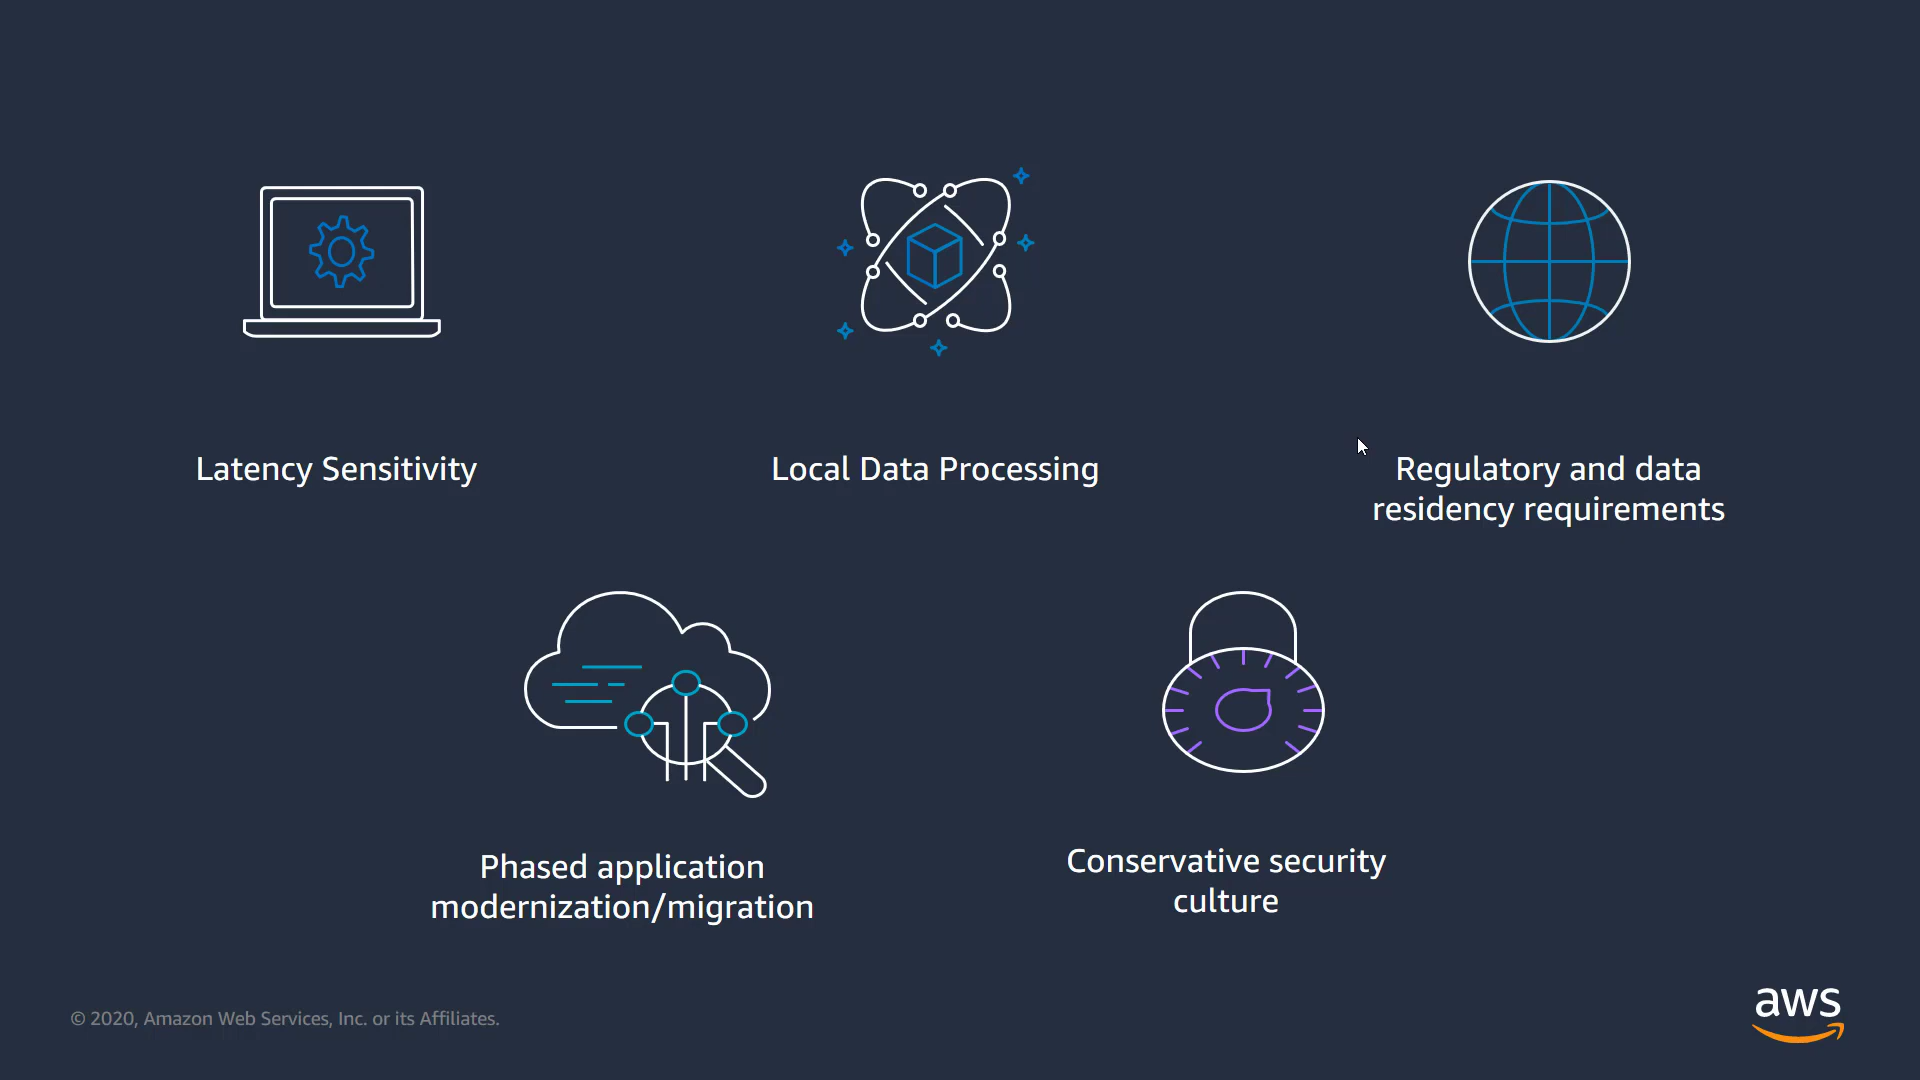 Latency Sensitivity
Local Data Processing
Regulatory and data
residency requirements
Phased application
modernization/migration
Conservative security
culture
© 2020, Amazon Web Services, Inc. or its Affiliates.
aws